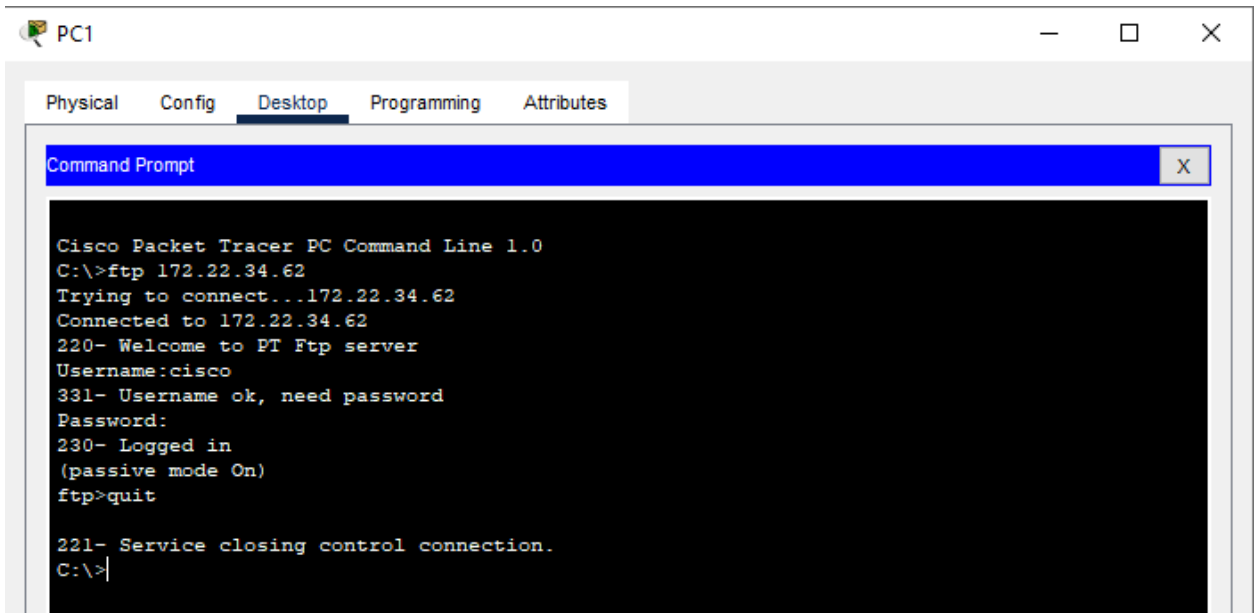 PC1
Physical Config Desktop Programming Attributes
Command Prompt X
Cisco Packet Tracer PC Command Line 1.0
C:\>ftp 172.22.34.62
Trying to connect...172.22.34.62
Connected to 172.22.34.62
220- Welcome to PT Ftp server
Username:cisco
331- Username ok, need password
Password:
230- Logged in
(passive mode On)
ftp>quit
221- Service closing control connection.
C:\>